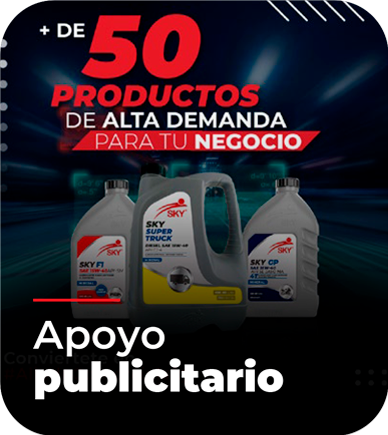 + DE 50
PRODUCTOS
DE ALTA DEMANDA
PARA TU NEGOCIO
SKY
SKY
SKY
SKY F1
SKY
SUPER
TRUCK
SKY CP
Apoyo
publicitario